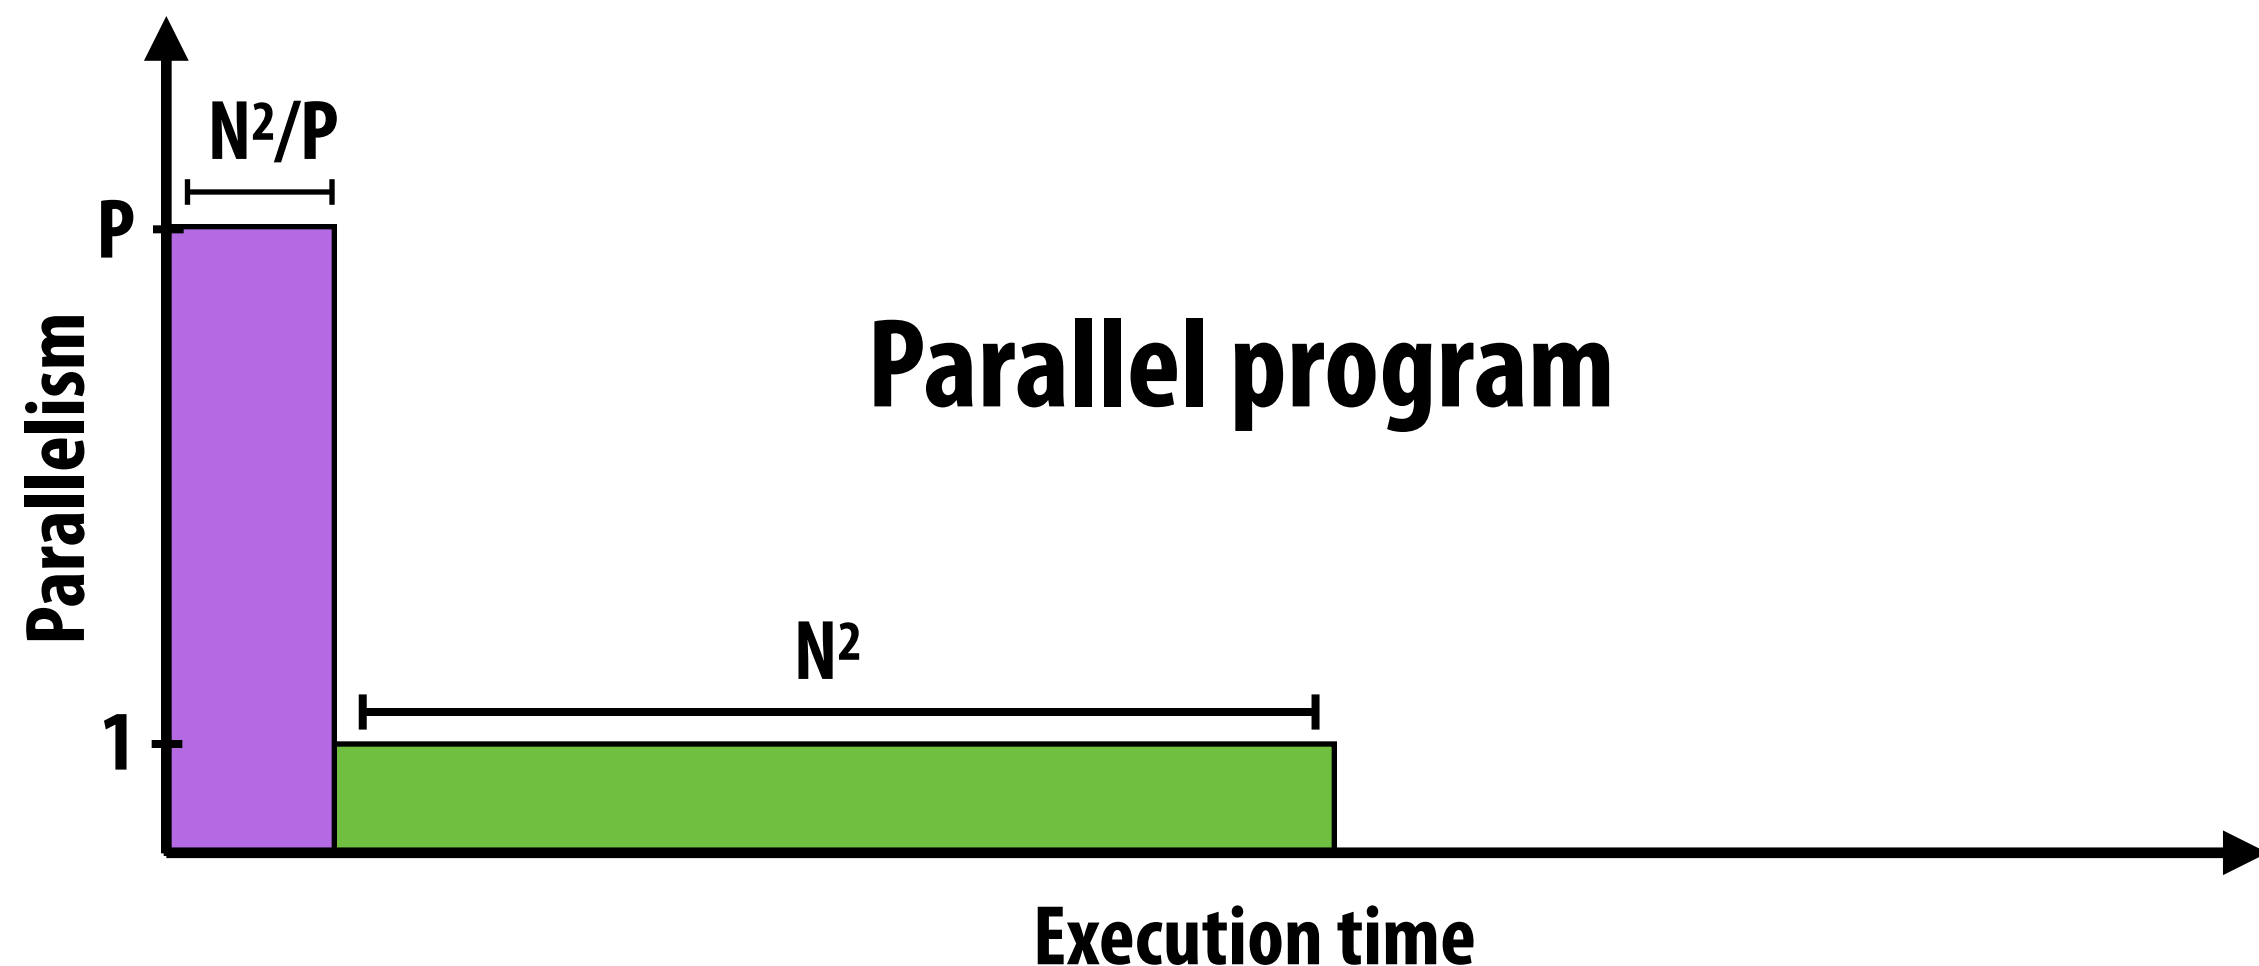 N²/P
P
Parallelism
Parallel program
N²
1
Execution time